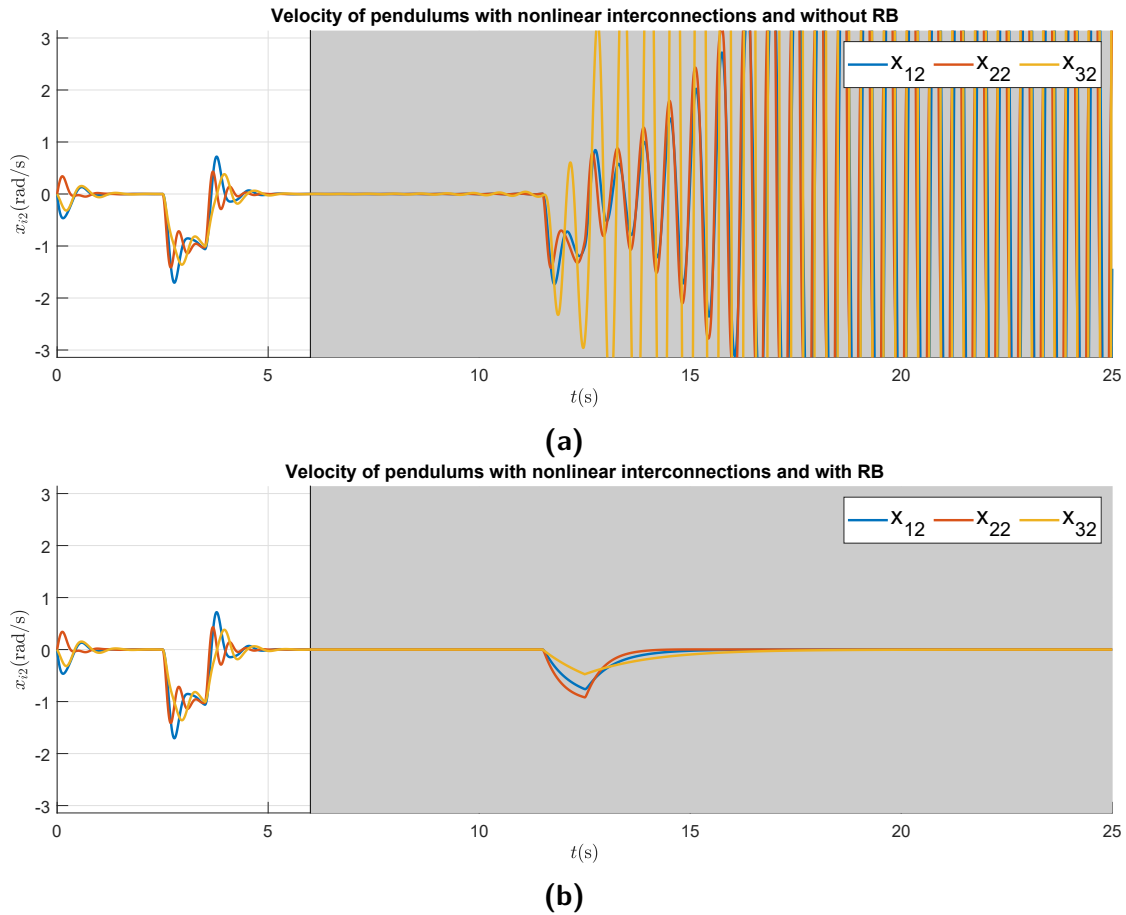 Velocity of pendulums with nonlinear interconnections and without RB
x_{12} x_{22} x_{32}
3
2
1
0
-1
-2
-3
x_{i2}(rad/s)
0 5 10 15 20 25
t(s)
(a)
Velocity of pendulums with nonlinear interconnections and with RB
x_{12} x_{22} x_{32}
3
2
1
0
-1
-2
-3
x_{i2}(rad/s)
0 5 10 15 20 25
t(s)
(b)